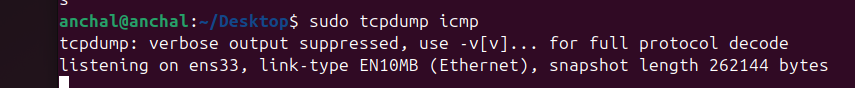 s
anchal@anchal:~/Desktop$ sudo tcpdump icmp
tcpdump: verbose output suppressed, use -v[v]... for full protocol decode
listening on ens33, link-type EN10MB (Ethernet), snapshot length 262144 bytes